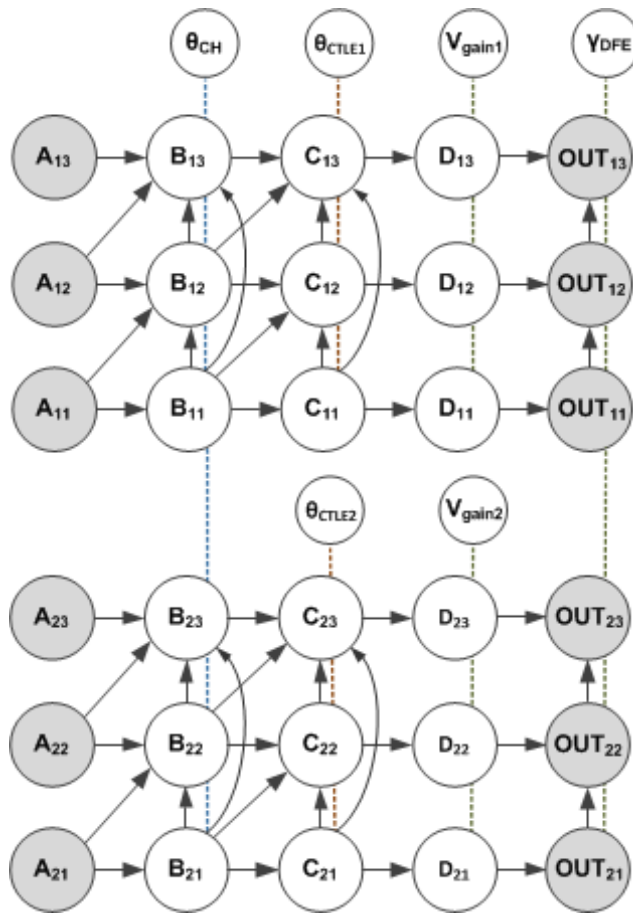 θCH θCTLE1 Vgain1 γDFE
A13 B13 C13 D13 OUT13
A12 B12 C12 D12 OUT12
A11 B11 C11 D11 OUT11
θCTLE2 Vgain2
A23 B23 C23 D23 OUT23
A22 B22 C22 D22 OUT22
A21 B21 C21 D21 OUT21